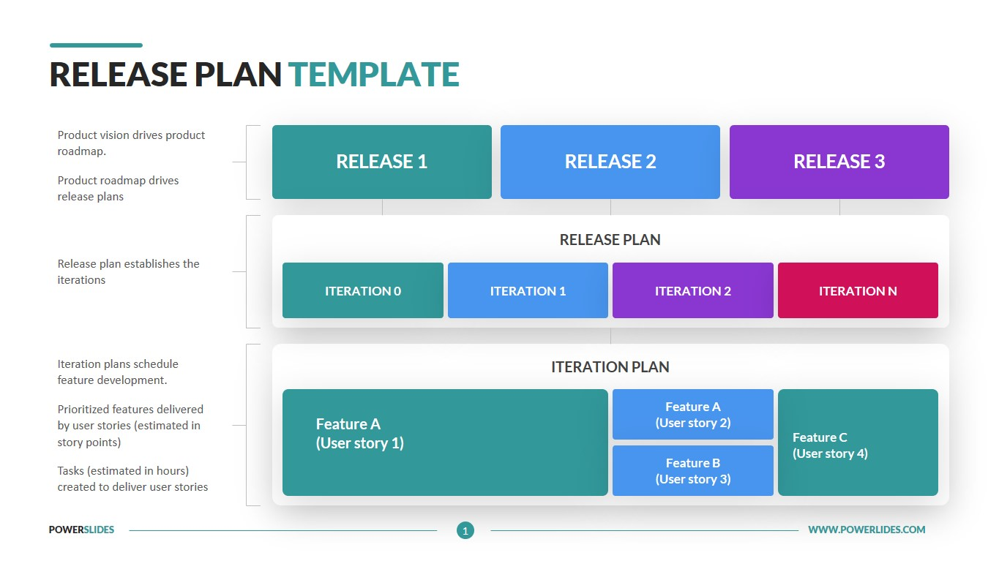 RELEASE PLAN TEMPLATE
Product vision drives product
roadmap.
Product roadmap drives
release plans
RELEASE 1
RELEASE 2
RELEASE 3
Release plan establishes the
iterations
RELEASE PLAN
ITERATION 0
ITERATION 1
ITERATION 2
ITERATION N
Iteration plans schedule
feature development.
Prioritized features delivered
by user stories (estimated in
story points)
Tasks (estimated in hours)
created to deliver user stories
ITERATION PLAN
Feature A
(User story 1)
Feature A
(User story 2)
Feature B
(User story 3)
Feature C
(User story 4)
POWERSLIDES
1
WWW.POWERLIDES.COM